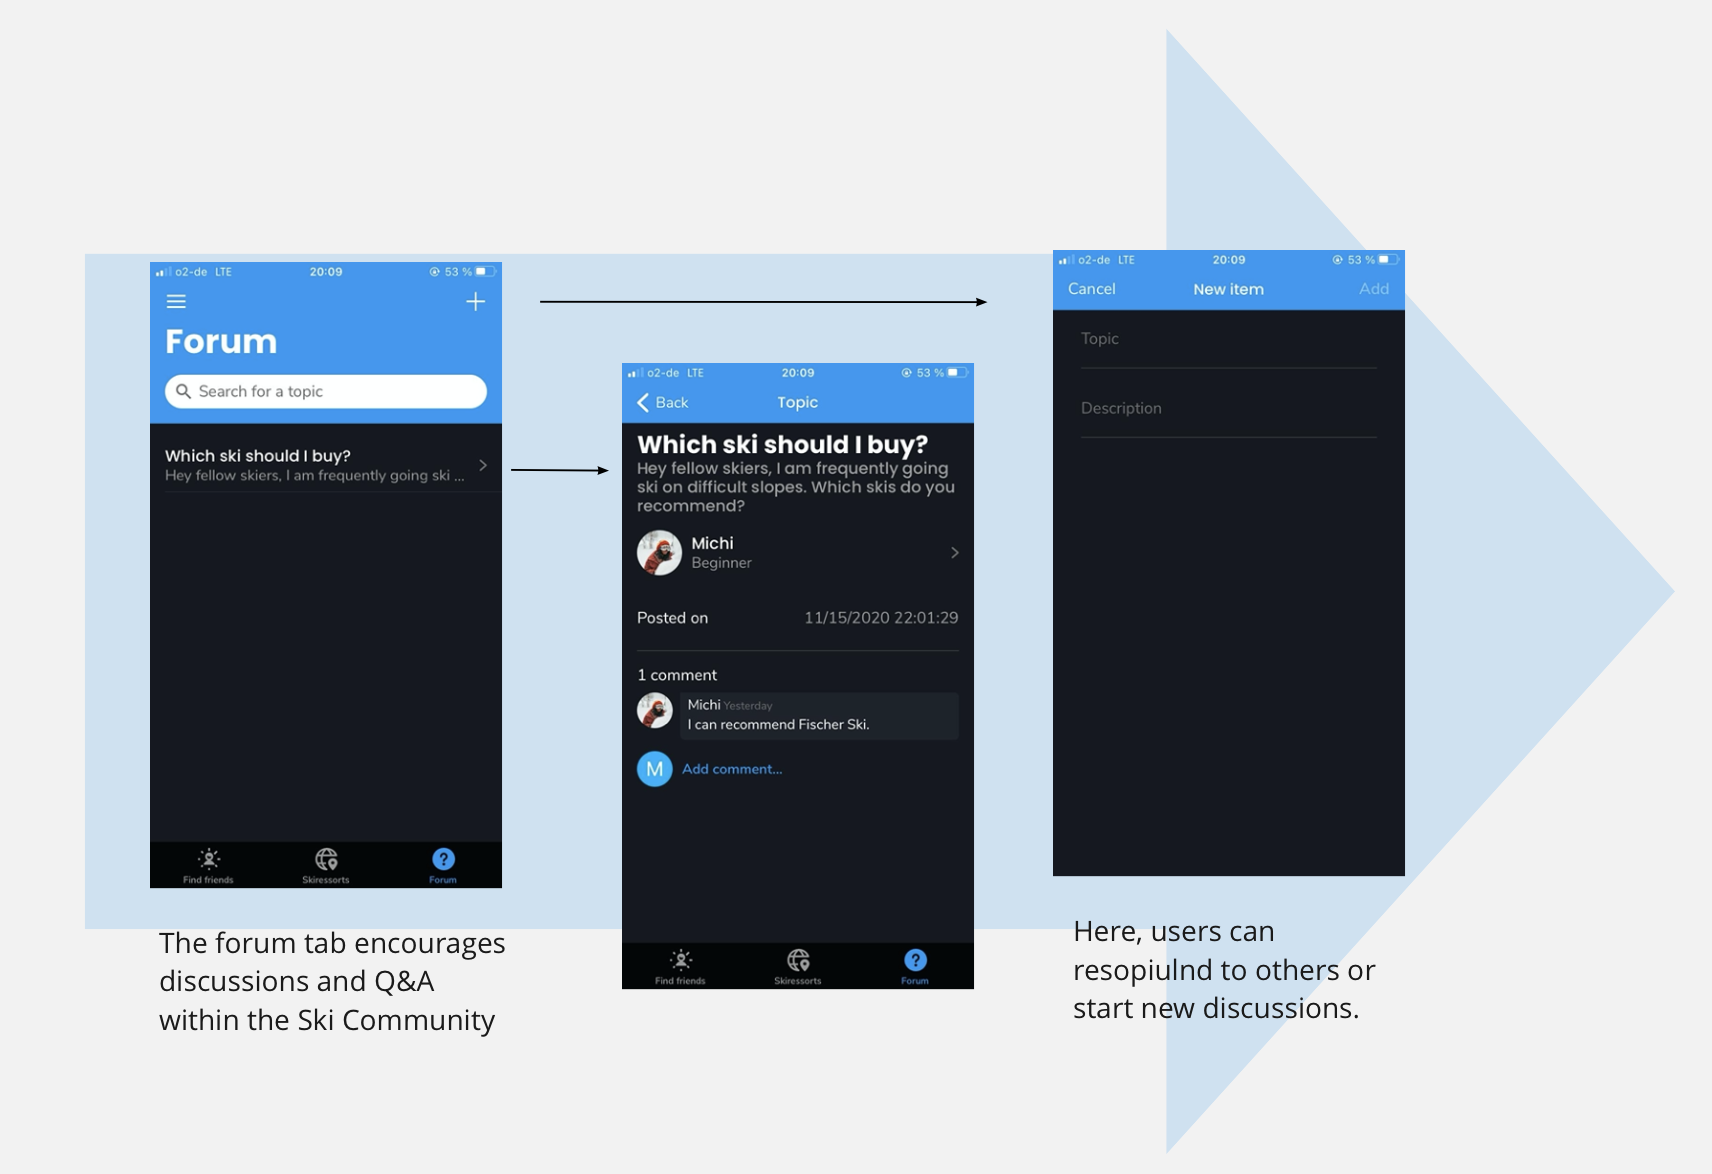 o2-de LTE 20:09 53 %
Forum
Search for a topic
Which ski should I buy?
Hey fellow skiers, I am frequently going ski ...
Find friends Skiressorts Forum
The forum tab encourages
discussions and Q&A
within the Ski Community
o2-de LTE 20:09 53 %
Back Topic
Which ski should I buy?
Hey fellow skiers, I am frequently going
ski on difficult slopes. Which skis do you
recommend?
Michi
Beginner
Posted on 11/15/2020 22:01:29
1 comment
Michi Yesterday
I can recommend Fischer Ski.
M Add comment...
Find friends Skiressorts Forum
o2-de LTE 20:09 53 %
Cancel New item Add
Topic
Description
Here, users can
resopiulnd to others or
start new discussions.